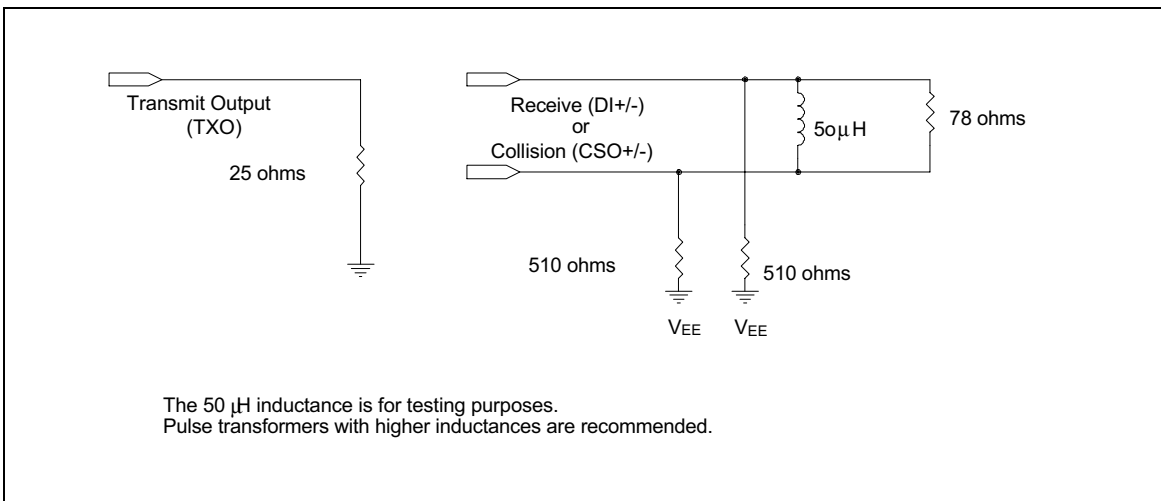 Transmit Output
(TXO)
25 ohms
Receive (DI+/-)
or
Collision (CSO+/-)
5oμH
78 ohms
510 ohms
510 ohms
VEE
VEE
The 50 μH inductance is for testing purposes.
Pulse transformers with higher inductances are recommended.